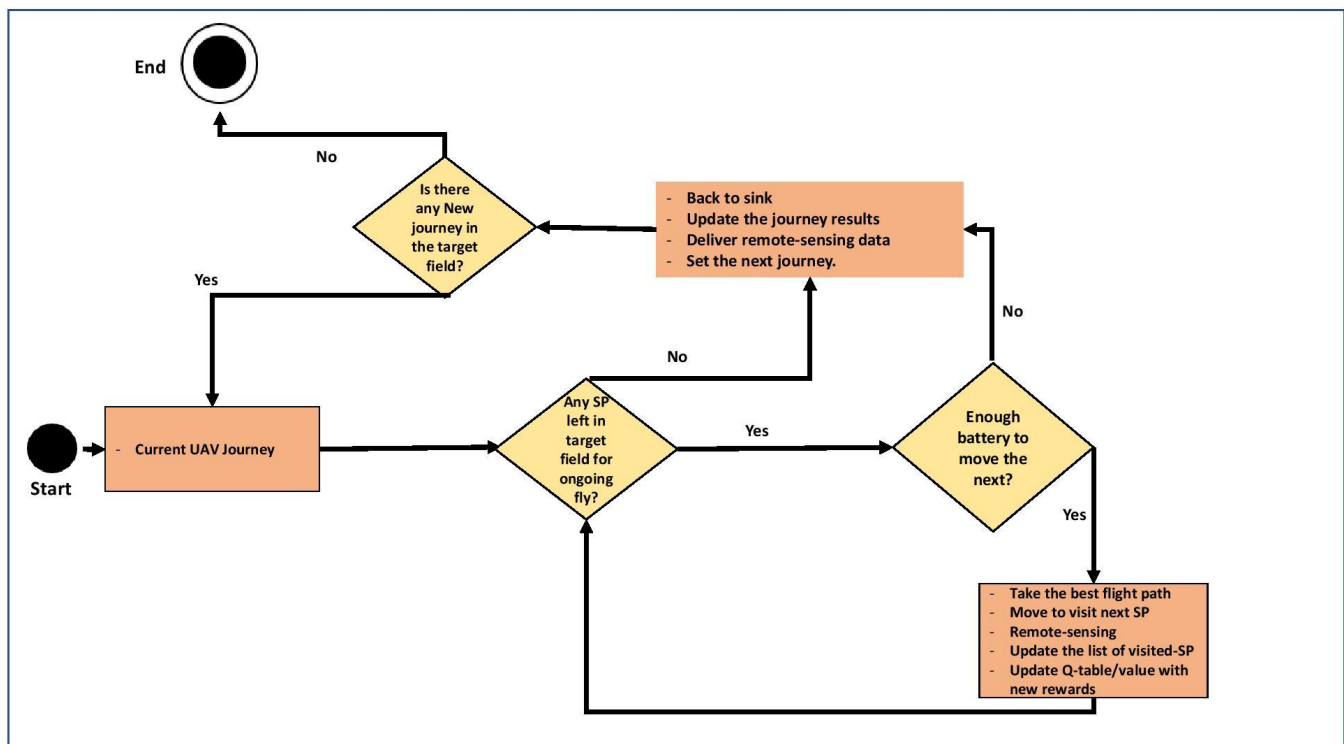 End
No
Is there
any New
journey in
the target
field?
- Back to sink
- Update the journey results
- Deliver remote-sensing data
- Set the next journey.
Yes
No
No
Start
- Current UAV Journey
Any SP
left in
target
field for
ongoing
fly?
Yes
Enough
battery to
move the
next?
Yes
- Take the best flight path
- Move to visit next SP
- Remote-sensing
- Update the list of visited-SP
- Update Q-table/value with
new rewards